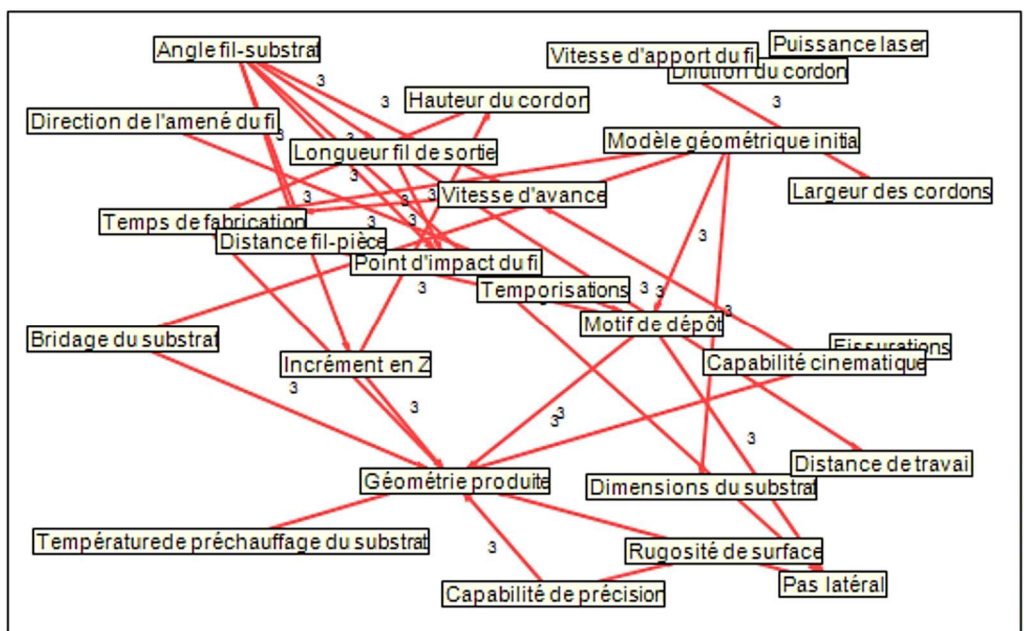 Angle fil-substrat
Puissance laser
Vitesse d'apport du fi
Dilution du cordon
3
3
3
Hauteur du cordon
Direction de l'amené du fi
3
3
Modèle géométrique initia
Longueur fil de sortie
3
Largeur des cordons
Vitesse d'avance
3
3
3
Temps de fabrication
3
3
Distance fil-pièce
3
Point d'impact du fi
3
Temporisations
3
3
3
Motif de dépôt
Bridage du substrat
Fissurations
Incrément en Z
Capabilité cinematique
3
3
3
3
3
Distance de travai
Géométrie produite
Dimensions du substrat
Températurede préchauffage du substrat
3
Rugosité de surface
Pas latéral
Capabilité de précision